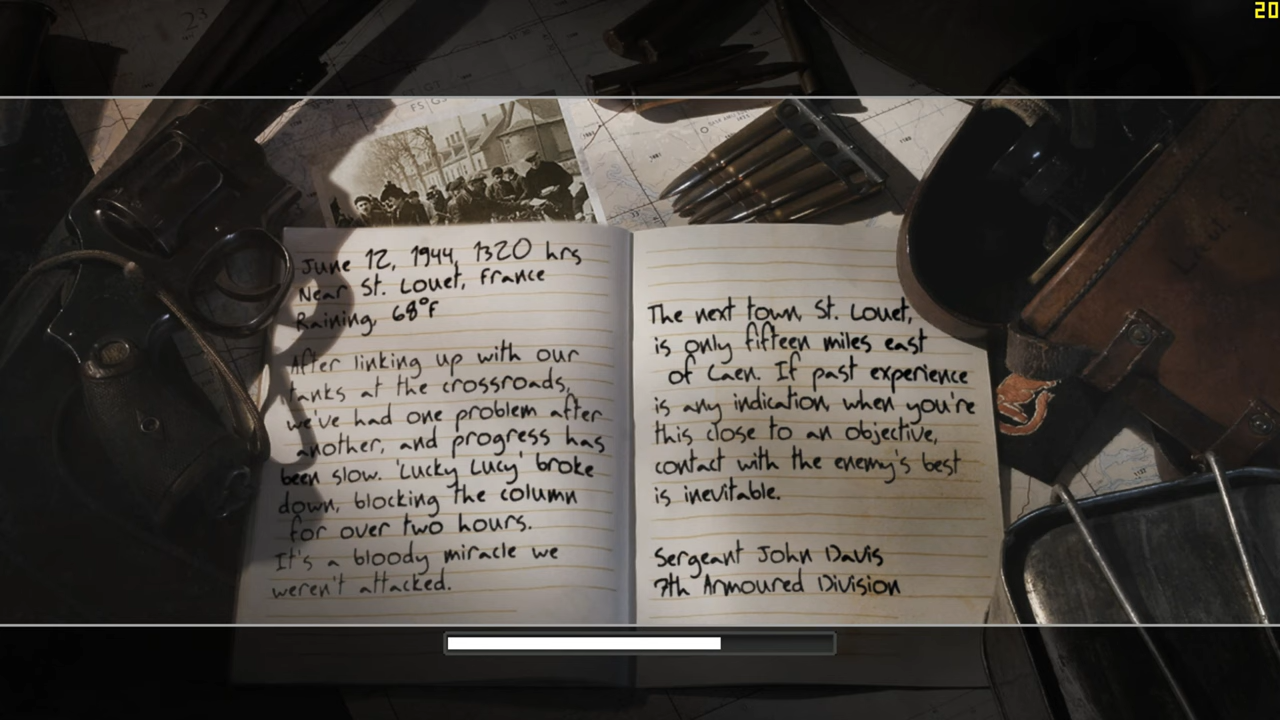 20
June 12, 1944, 1320 hrs
Near St. Louet, France
Raining, 68°F
After linking up with our
tanks at the crossroads,
we've had one problem after
another, and progress has
been slow. 'Lucky Lucy' broke
down, blocking the column
for over two hours.
It's a bloody miracle we
weren't attacked.
The next town, St. Louet,
is only fifteen miles east
of Caen. If past experience
is any indication, when you're
this close to an objective,
contact with the enemy's best
is inevitable.
Sergeant John Davis
7th Armoured Division